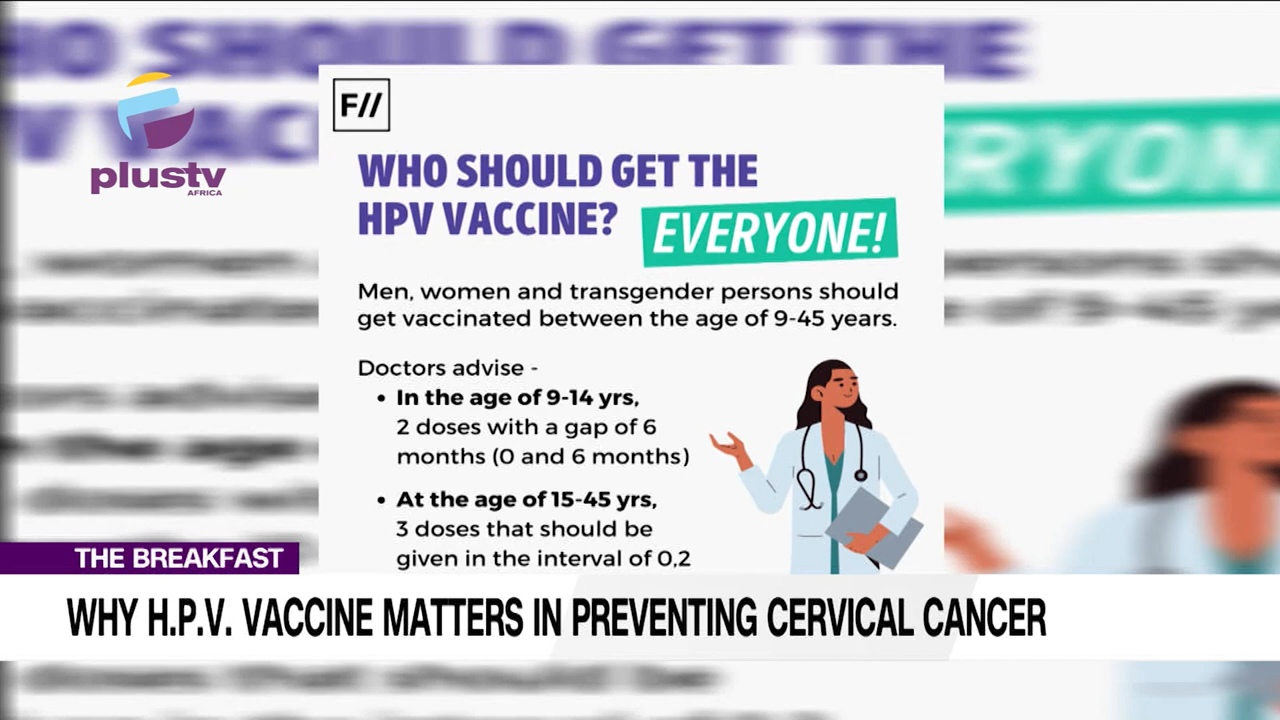 plustv
AFRICA
F//
WHO SHOULD GET THE
HPV VACCINE?
EVERYONE!
Men, women and transgender persons should
get vaccinated between the age of 9-45 years.
Doctors advise -
• In the age of 9-14 yrs,
2 doses with a gap of 6
months (0 and 6 months)
• At the age of 15-45 yrs,
3 doses that should be
given in the interval of 0,2
THE BREAKFAST
WHY H.P.V. VACCINE MATTERS IN PREVENTING CERVICAL CANCER